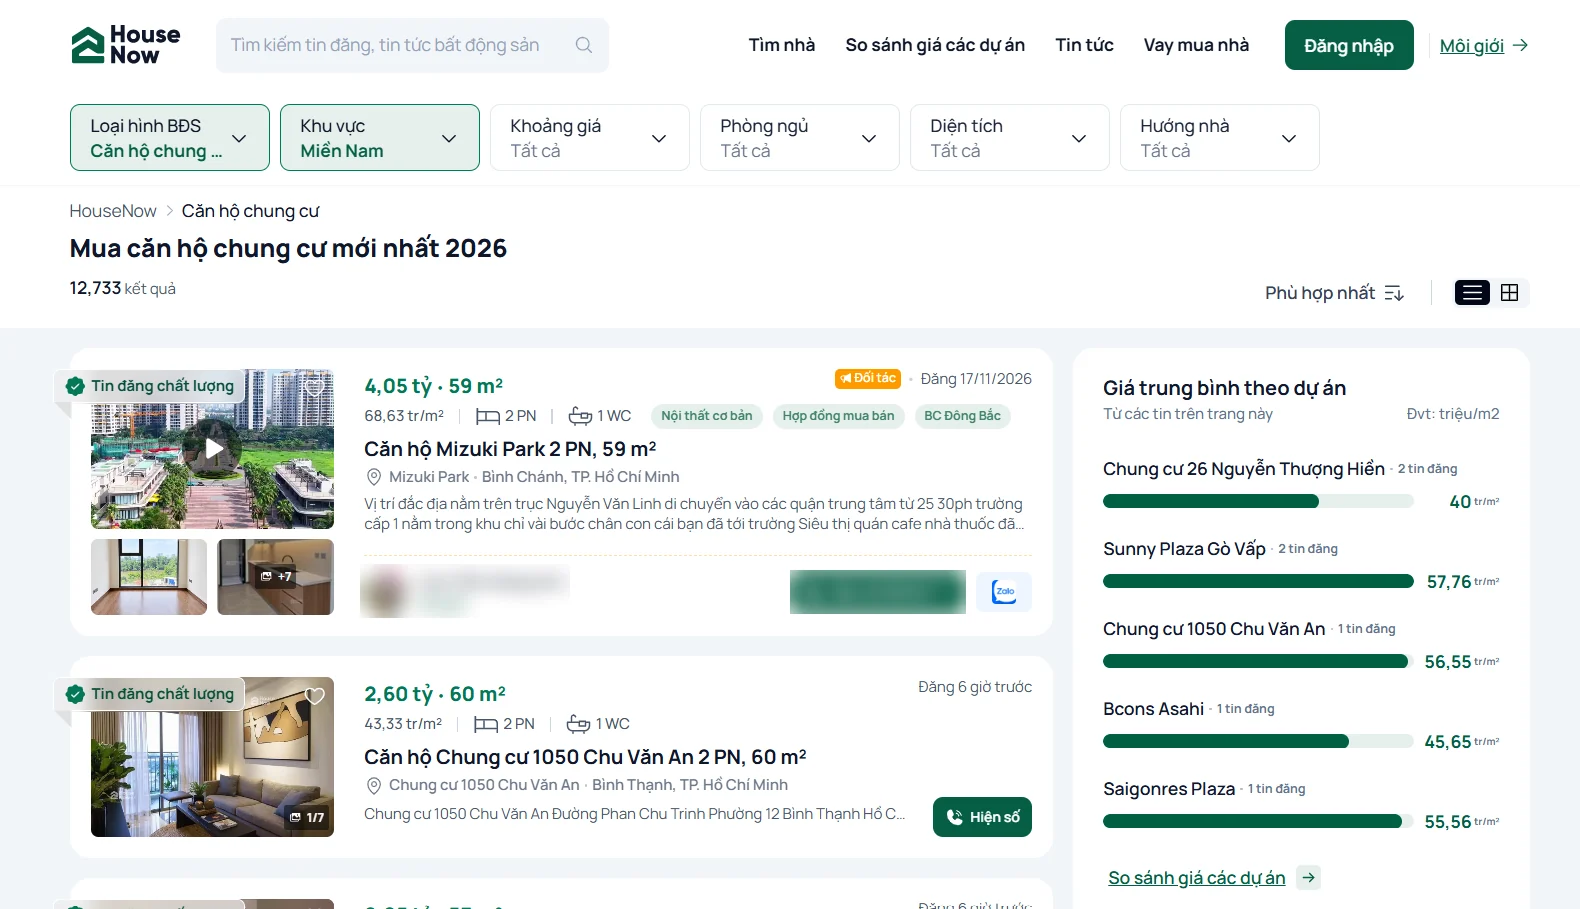 House
Now
Tìm kiếm tin đăng, tin tức bất động sản
Tìm nhà
So sánh giá các dự án
Tin tức
Vay mua nhà
Đăng nhập
Môi giới
Loại hình BĐS
Căn hộ chung ...
Khu vực
Miền Nam
Khoảng giá
Tất cả
Phòng ngủ
Tất cả
Diện tích
Tất cả
Hướng nhà
Tất cả
HouseNow > Căn hộ chung cư
Mua căn hộ chung cư mới nhất 2026
12,733 kết quả
Phù hợp nhất
Tin đăng chất lượng
+7
4,05 tỷ · 59 m²
Đối tác · Đăng 17/11/2026
68,63 tr/m² | 2 PN | 1 WC Nội thất cơ bản Hợp đồng mua bán BC Đông Bắc
Căn hộ Mizuki Park 2 PN, 59 m²
Mizuki Park · Bình Chánh, TP. Hồ Chí Minh
Vị trí đắc địa nằm trên trục Nguyễn Văn Linh di chuyển vào các quận trung tâm từ 25 30ph trường
cấp 1 nằm trong khu chỉ vài bước chân con cái bạn đã tới trường Siêu thị quán cafe nhà thuốc đã...
Zalo
Tin đăng chất lượng
1/7
2,60 tỷ · 60 m²
Đăng 6 giờ trước
43,33 tr/m² | 2 PN | 1 WC
Căn hộ Chung cư 1050 Chu Văn An 2 PN, 60 m²
Chung cư 1050 Chu Văn An · Bình Thạnh, TP. Hồ Chí Minh
Chung cư 1050 Chu Văn An Đường Phan Chu Trinh Phường 12 Bình Thạnh Hồ C...
Hiện số
Đăng 6 giờ trước
Giá trung bình theo dự án
Từ các tin trên trang này
Đvt: triệu/m2
Chung cư 26 Nguyễn Thượng Hiền · 2 tin đăng
40 tr/m²
Sunny Plaza Gò Vấp · 2 tin đăng
57,76 tr/m²
Chung cư 1050 Chu Văn An · 1 tin đăng
56,55 tr/m²
Bcons Asahi · 1 tin đăng
45,65 tr/m²
Saigonres Plaza · 1 tin đăng
55,56 tr/m²
So sánh giá các dự án